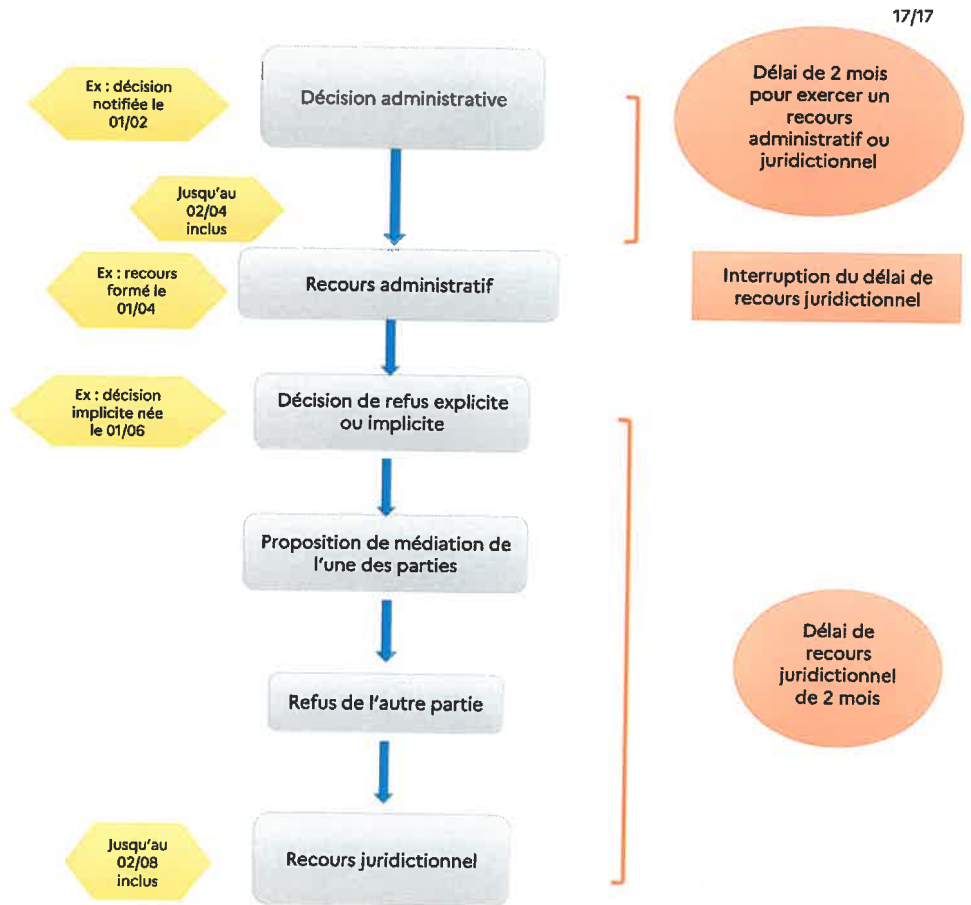 17/17
Ex : décision
notifiée le
01/02
Décision administrative
Délai de 2 mois
pour exercer un
recours
administratif ou
juridictionnel
Jusqu'au
02/04
inclus
Ex : recours
formé le
01/04
Recours administratif
Interruption du délai de
recours juridictionnel
Ex : décision
implicite née
le 01/06
Décision de refus explicite
ou implicite
Proposition de médiation de
l'une des parties
Refus de l'autre partie
Délai de
recours
juridictionnel
de 2 mois
Jusqu'au
02/08
inclus
Recours juridictionnel